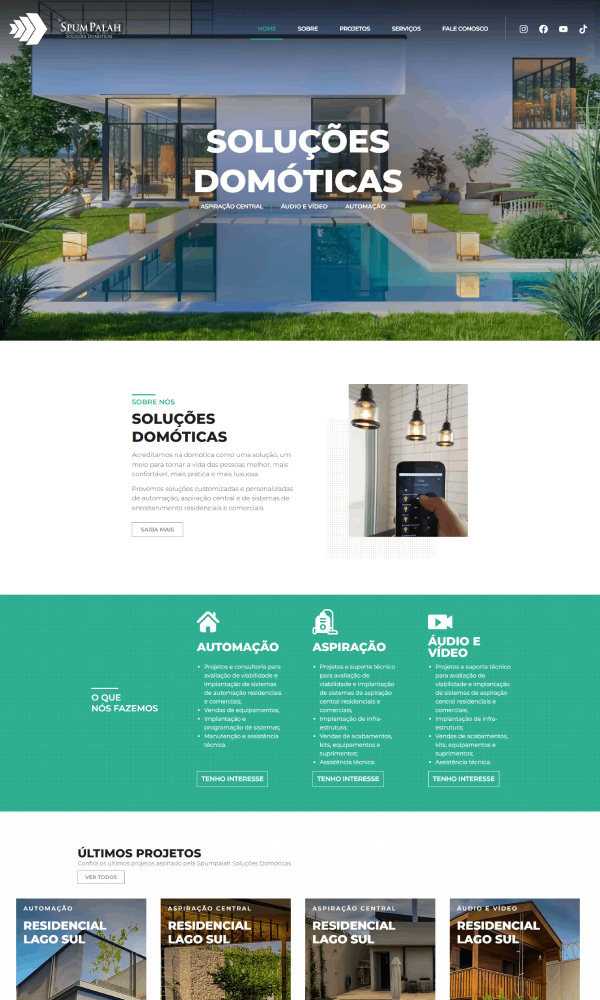 SPUMPALAH
SOLUÇÕES DOMÓTICAS
HOME
SOBRE
PROJETOS
SERVIÇOS
FALE CONOSCO
SOLUÇÕES
DOMÓTICAS
ASPIRAÇÃO CENTRAL
ÁUDIO E VÍDEO
AUTOMAÇÃO
SOBRE NÓS
SOLUÇÕES
DOMÓTICAS
Acreditamos na domótica como uma solução, um
meio para tornar a vida das pessoas melhor, mais
confortável, mais prática e mais luxuosa.
Provemos soluções customizadas e personalizadas
de automação, aspiração central e de sistemas de
entretenimento residenciais e comerciais.
SAIBA MAIS
O QUE
NÓS FAZEMOS
AUTOMAÇÃO
• Projetos e consultoria para
avaliação de viabilidade e
implantação de sistemas
de automação residenciais
e comerciais;
• Vendas de equipamentos;
• Implantação e
programação de sistemas;
• Manutenção e assistência
técnica.
TENHO INTERESSE
ASPIRAÇÃO
• Projetos e suporte técnico
para avaliação de
viabilidade e implantação
de sistemas de aspiração
central residenciais e
comerciais;
• Implantação de infra-
estrutura;
• Vendas de acabamentos,
kits, equipamentos e
suprimentos;
• Assistência técnica.
TENHO INTERESSE
ÁUDIO E
VÍDEO
• Projetos e suporte técnico
para avaliação de
viabilidade e implantação
de sistemas de aspiração
central residenciais e
comerciais;
• Implantação de infra-
estrutura;
• Vendas de acabamentos,
kits, equipamentos e
suprimentos;
• Assistência técnica.
TENHO INTERESSE
ÚLTIMOS PROJETOS
Confira os últimos projetos assinado pela Spumpalah Soluções Domóticas
VER TODOS
AUTOMAÇÃO
RESIDENCIAL
LAGO SUL
ASPIRAÇÃO CENTRAL
RESIDENCIAL
LAGO SUL
ASPIRAÇÃO CENTRAL
RESIDENCIAL
LAGO SUL
ÁUDIO E VÍDEO
RESIDENCIAL
LAGO SUL